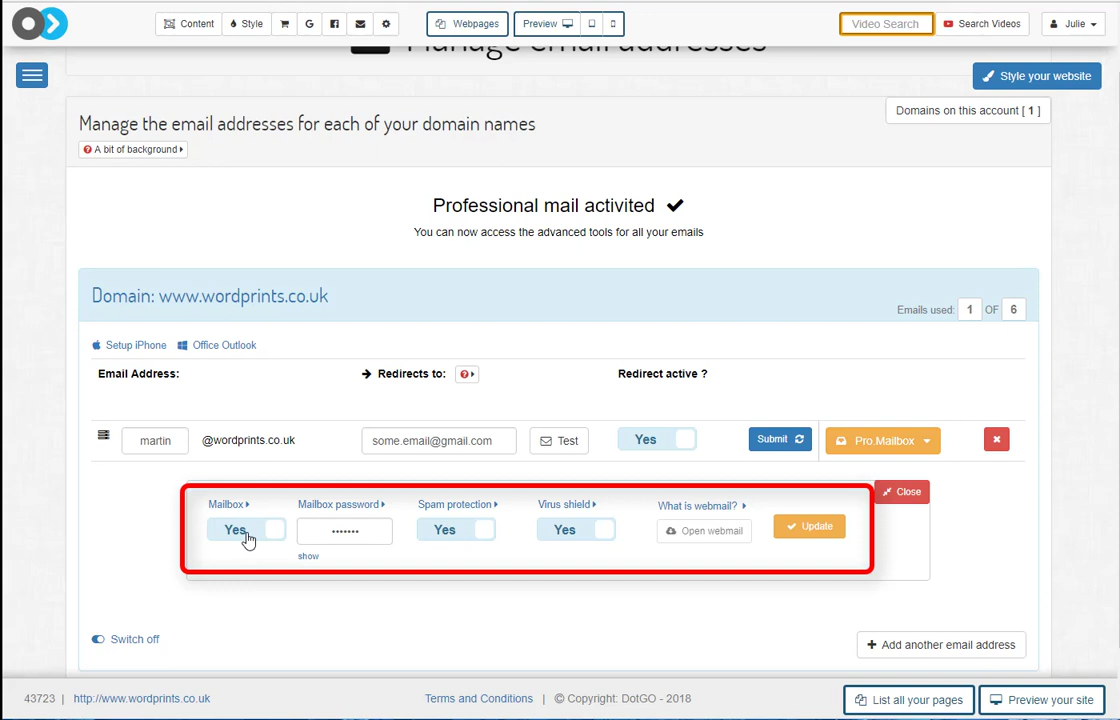 Content
Style
Webpages
Preview
Video Search
Search Videos
Julie
Manage email addresses
Style your website
Domains on this account [ 1 ]
Manage the email addresses for each of your domain names
A bit of background
Professional mail activited
You can now access the advanced tools for all your emails
Domain: www.wordprints.co.uk
Emails used: 1 OF 6
Setup iPhone Office Outlook
Email Address: Redirects to: Redirect active ?
martin @wordprints.co.uk some.email@gmail.com Test Yes Submit Pro.Mailbox
Close
Mailbox Mailbox password Spam protection Virus shield What is webmail?
Yes ······· Yes Yes Open webmail Update
show
Switch off
Add another email address
43723 | http://www.wordprints.co.uk Terms and Conditions | © Copyright: DotGO - 2018 List all your pages Preview your site